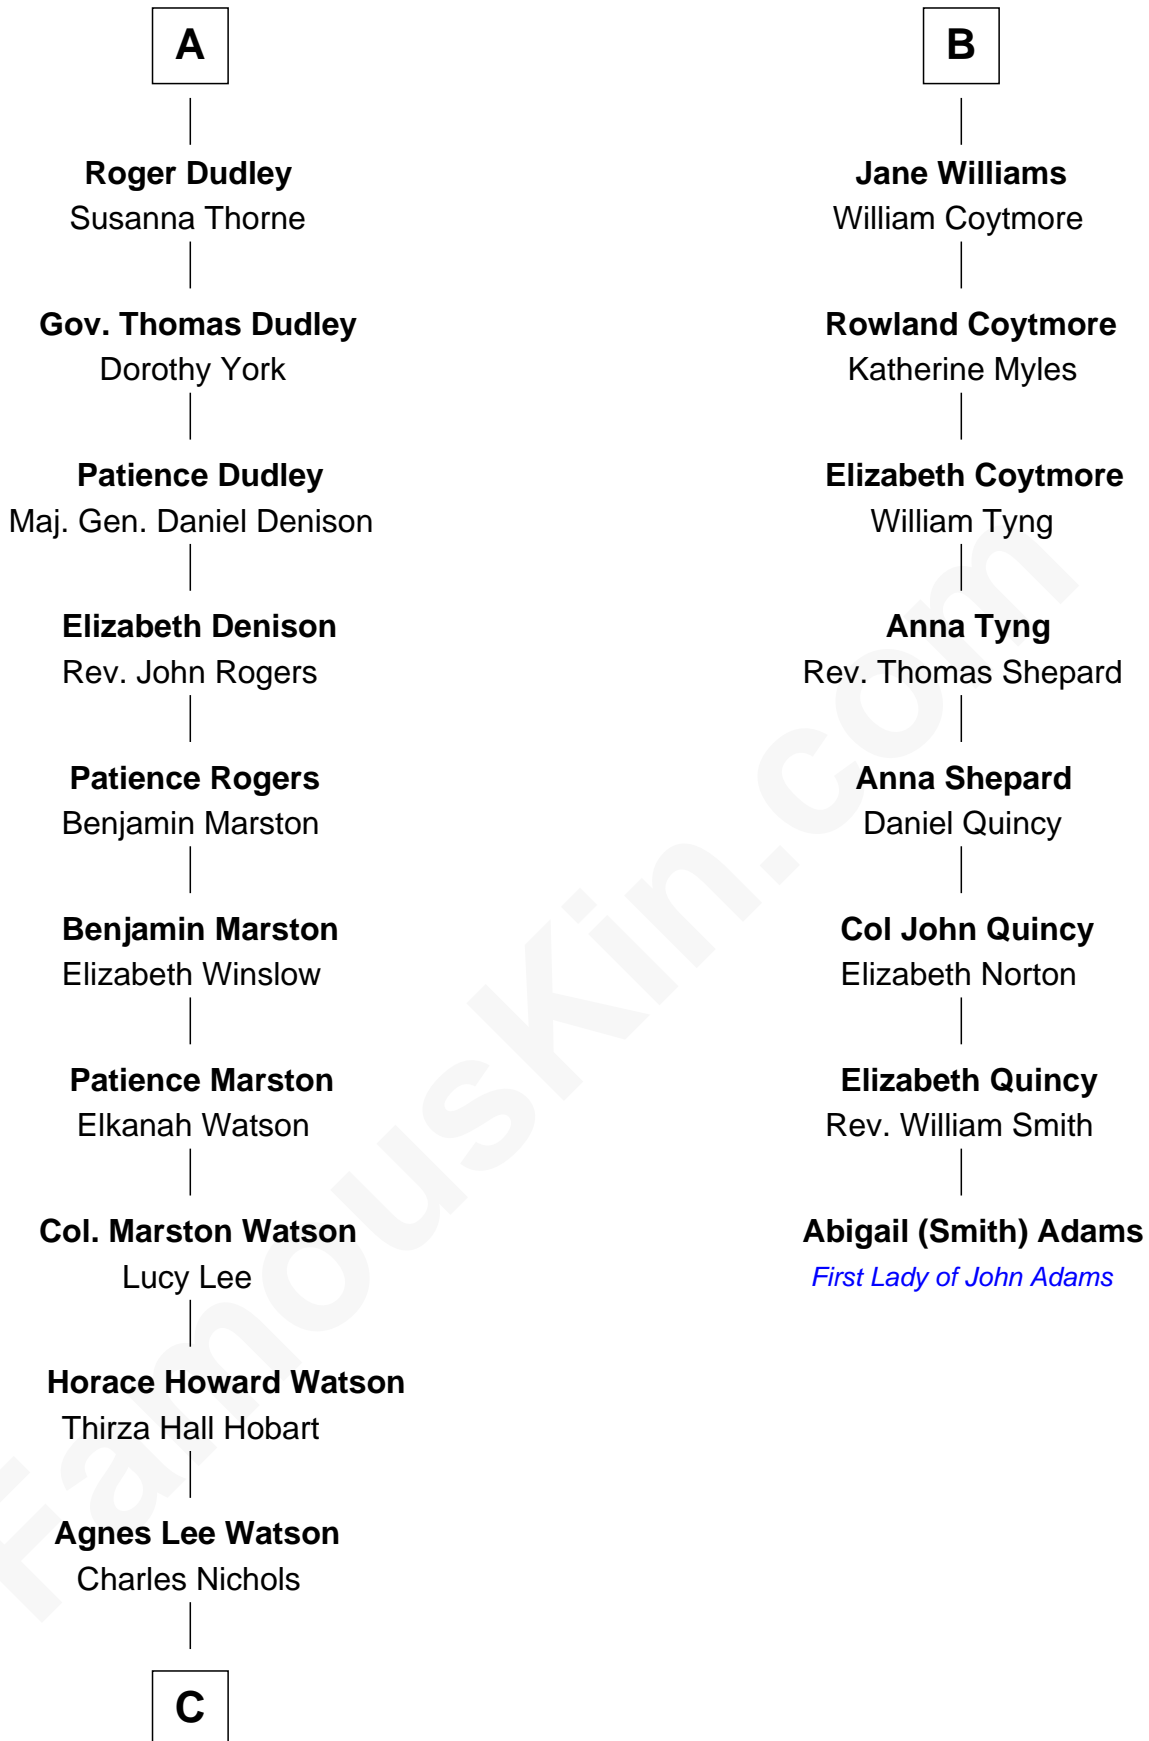 A
Roger Dudley
Susanna Thorne
Gov. Thomas Dudley
Dorothy York
Patience Dudley
Maj. Gen. Daniel Denison
Elizabeth Denison
Rev. John Rogers
Patience Rogers
Benjamin Marston
Benjamin Marston
Elizabeth Winslow
Patience Marston
Elkanah Watson
Col. Marston Watson
Lucy Lee
Horace Howard Watson
Thirza Hall Hobart
Agnes Lee Watson
Charles Nichols
C
B
Jane Williams
William Coytmore
Rowland Coytmore
Katherine Myles
Elizabeth Coytmore
William Tyng
Anna Tyng
Rev. Thomas Shepard
Anna Shepard
Daniel Quincy
Col John Quincy
Elizabeth Norton
Elizabeth Quincy
Rev. William Smith
Abigail (Smith) Adams
First Lady of John Adams
FamousKin.com